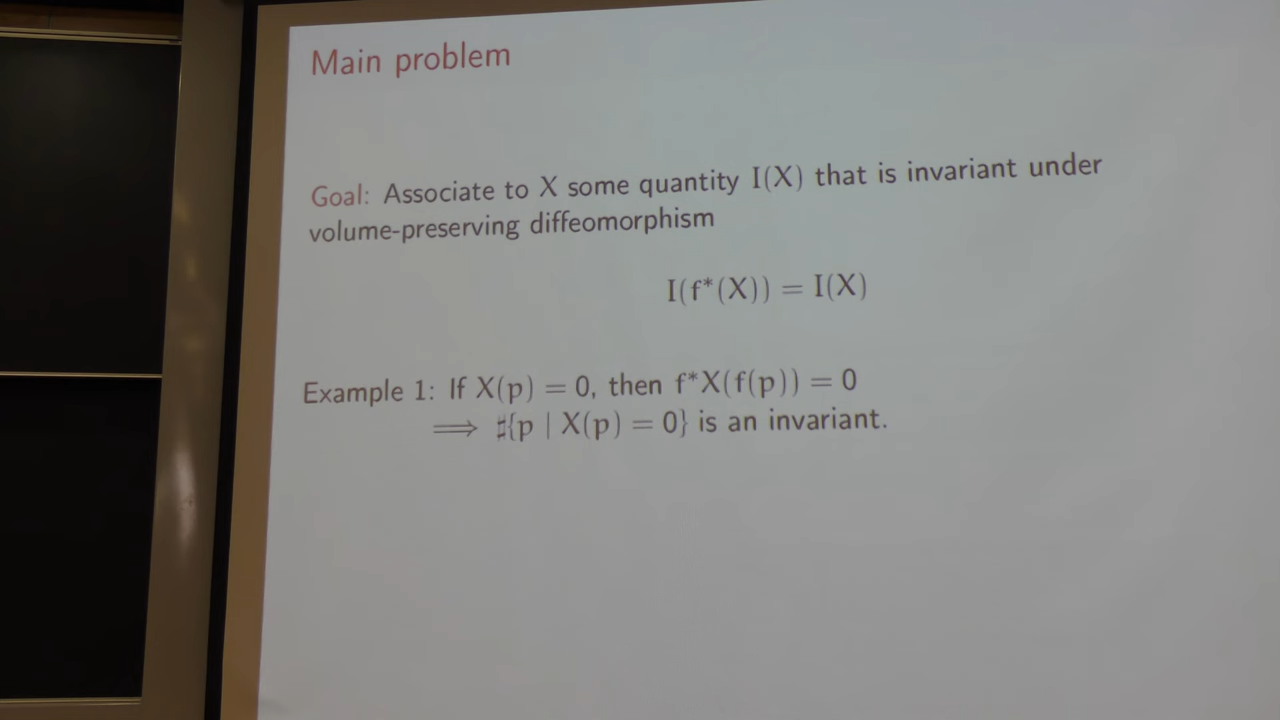 Main problem
Goal: Associate to X some quantity I(X) that is invariant under
volume-preserving diffeomorphism
I(f*(X)) = I(X)
Example 1: If X(p) = 0, then f*X(f(p)) = 0
⟹ ♮{p | X(p) = 0} is an invariant.